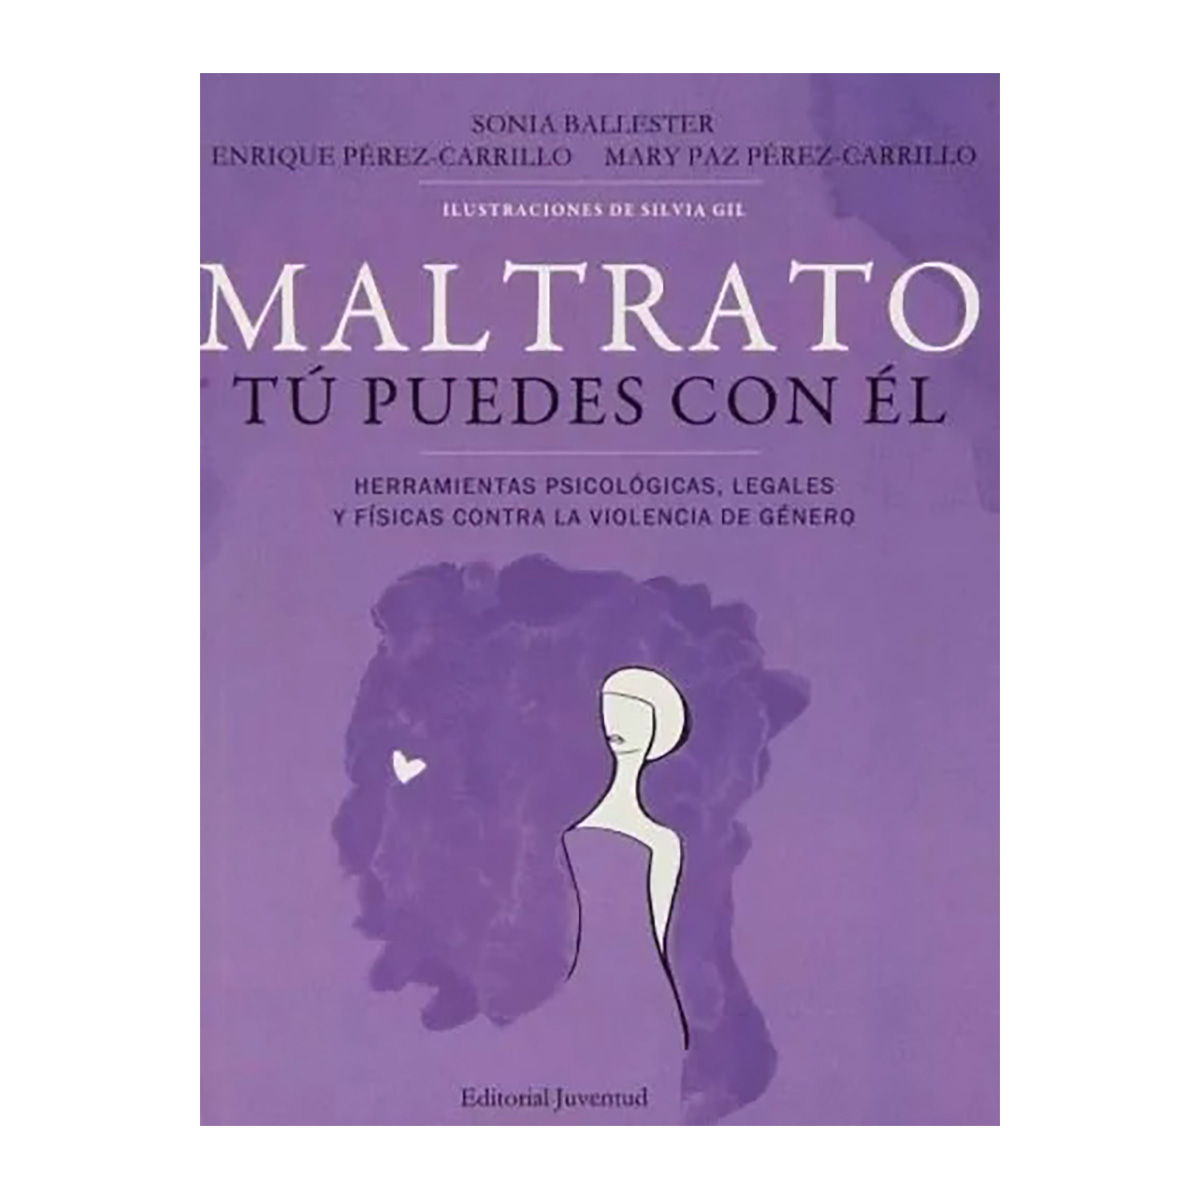 SONIA BALLESTER
ENRIQUE PÉREZ-CARRILLO MARY PAZ PÉREZ-CARRILLO
ILUSTRACIONES DE SILVIA GIL
MALTRATO
TÚ PUEDES CON ÉL
HERRAMIENTAS PSICOLÓGICAS, LEGALES
Y FÍSICAS CONTRA LA VIOLENCIA DE GÉNERO
Editorial Juventud